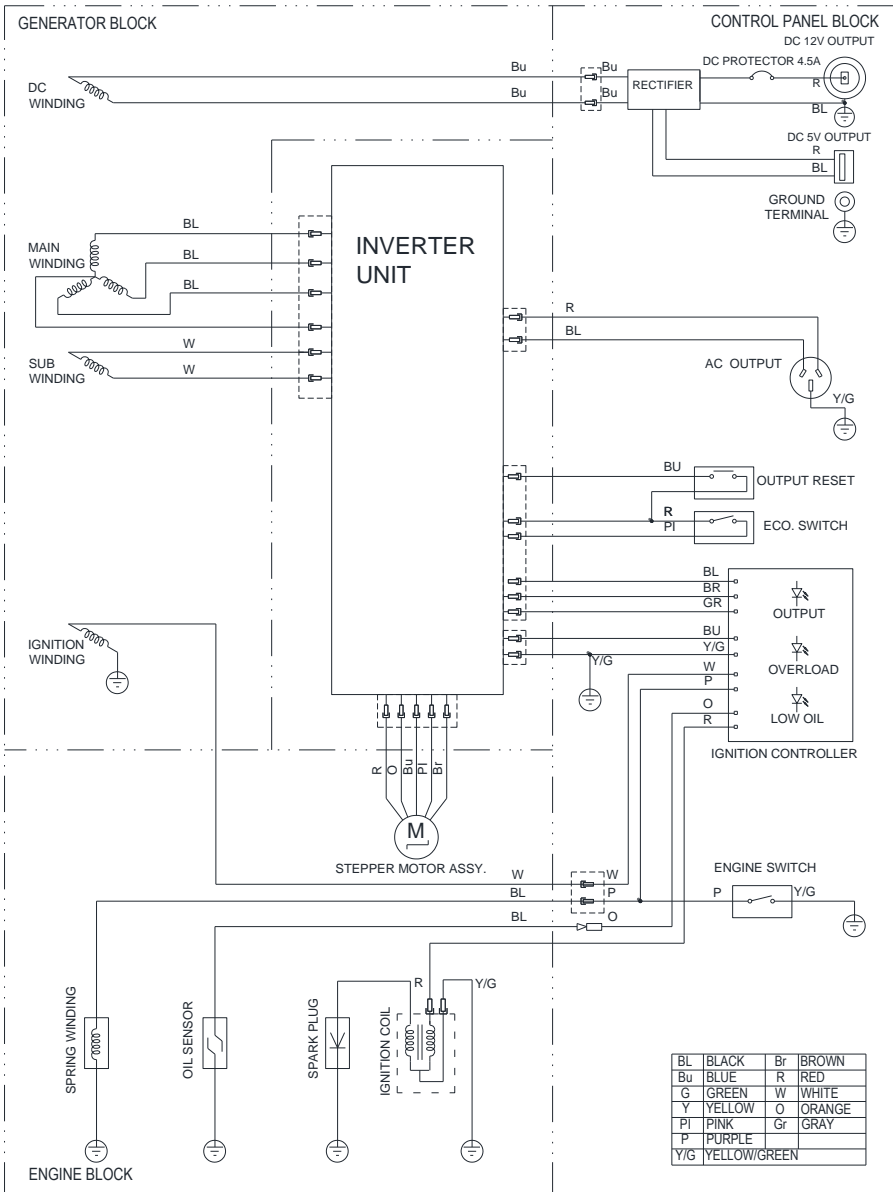 GENERATOR BLOCK
CONTROL PANEL BLOCK
DC 12V OUTPUT
DC PROTECTOR 4.5A
Bu
Bu
RECTIFIER
R
DC
WINDING
Bu
Bu
BL
DC 5V OUTPUT
R
BL
GROUND
TERMINAL
INVERTER
UNIT
MAIN
WINDING
BL
BL
BL
SUB
WINDING
W
W
R
BL
AC OUTPUT
Y/G
BU
OUTPUT RESET
R
PI
ECO. SWITCH
BL
BR
GR
BU
Y/G
W
P
O
R
OUTPUT
OVERLOAD
LOW OIL
IGNITION CONTROLLER
Y/G
IGNITION
WINDING
R
O
Bu
PI
Br
M
STEPPER MOTOR ASSY.
W
W
BL
P
BL
O
ENGINE SWITCH
P
Y/G
R
Y/G
SPRING WINDING
OIL SENSOR
SPARK PLUG
IGNITION COIL
ENGINE BLOCK
BL BLACK Br BROWN
Bu BLUE R RED
G GREEN W WHITE
Y YELLOW O ORANGE
PI PINK Gr GRAY
P PURPLE
Y/G YELLOW/GREEN